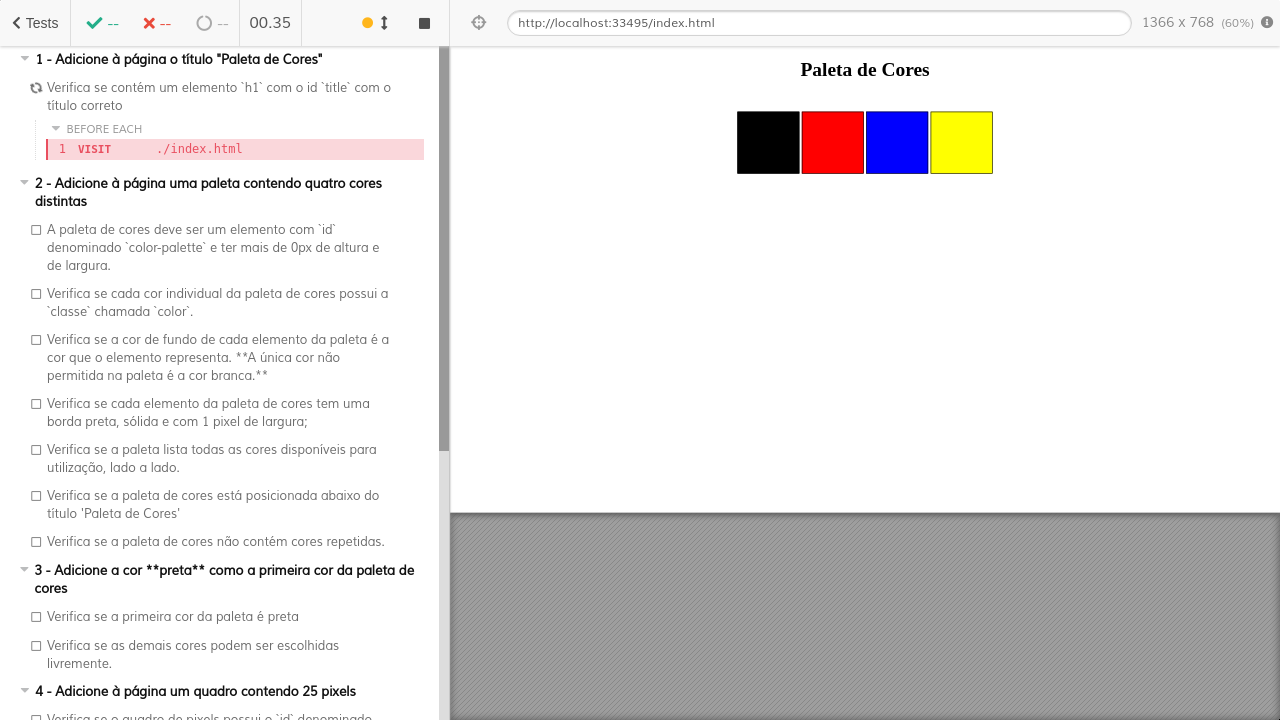 Tests
--
--
--
00.35
http://localhost:33495/index.html
1366 x 768 (60%)
1 - Adicione à página o título "Paleta de Cores"
Verifica se contém um elemento `h1` com o id `title` com o
título correto
BEFORE EACH
1 VISIT ./index.html
2 - Adicione à página uma paleta contendo quatro cores
distintas
A paleta de cores deve ser um elemento com `id`
denominado `color-palette` e ter mais de 0px de altura e
de largura.
Verifica se cada cor individual da paleta de cores possui a
`classe` chamada `color`.
Verifica se a cor de fundo de cada elemento da paleta é a
cor que o elemento representa. **A única cor não
permitida na paleta é a cor branca.**
Verifica se cada elemento da paleta de cores tem uma
borda preta, sólida e com 1 pixel de largura;
Verifica se a paleta lista todas as cores disponíveis para
utilização, lado a lado.
Verifica se a paleta de cores está posicionada abaixo do
título 'Paleta de Cores'
Verifica se a paleta de cores não contém cores repetidas.
3 - Adicione a cor **preta** como a primeira cor da paleta de
cores
Verifica se a primeira cor da paleta é preta
Verifica se as demais cores podem ser escolhidas
livremente.
4 - Adicione à página um quadro contendo 25 pixels
Verifica se o quadro de pixels possui o `id` denominado
Paleta de Cores